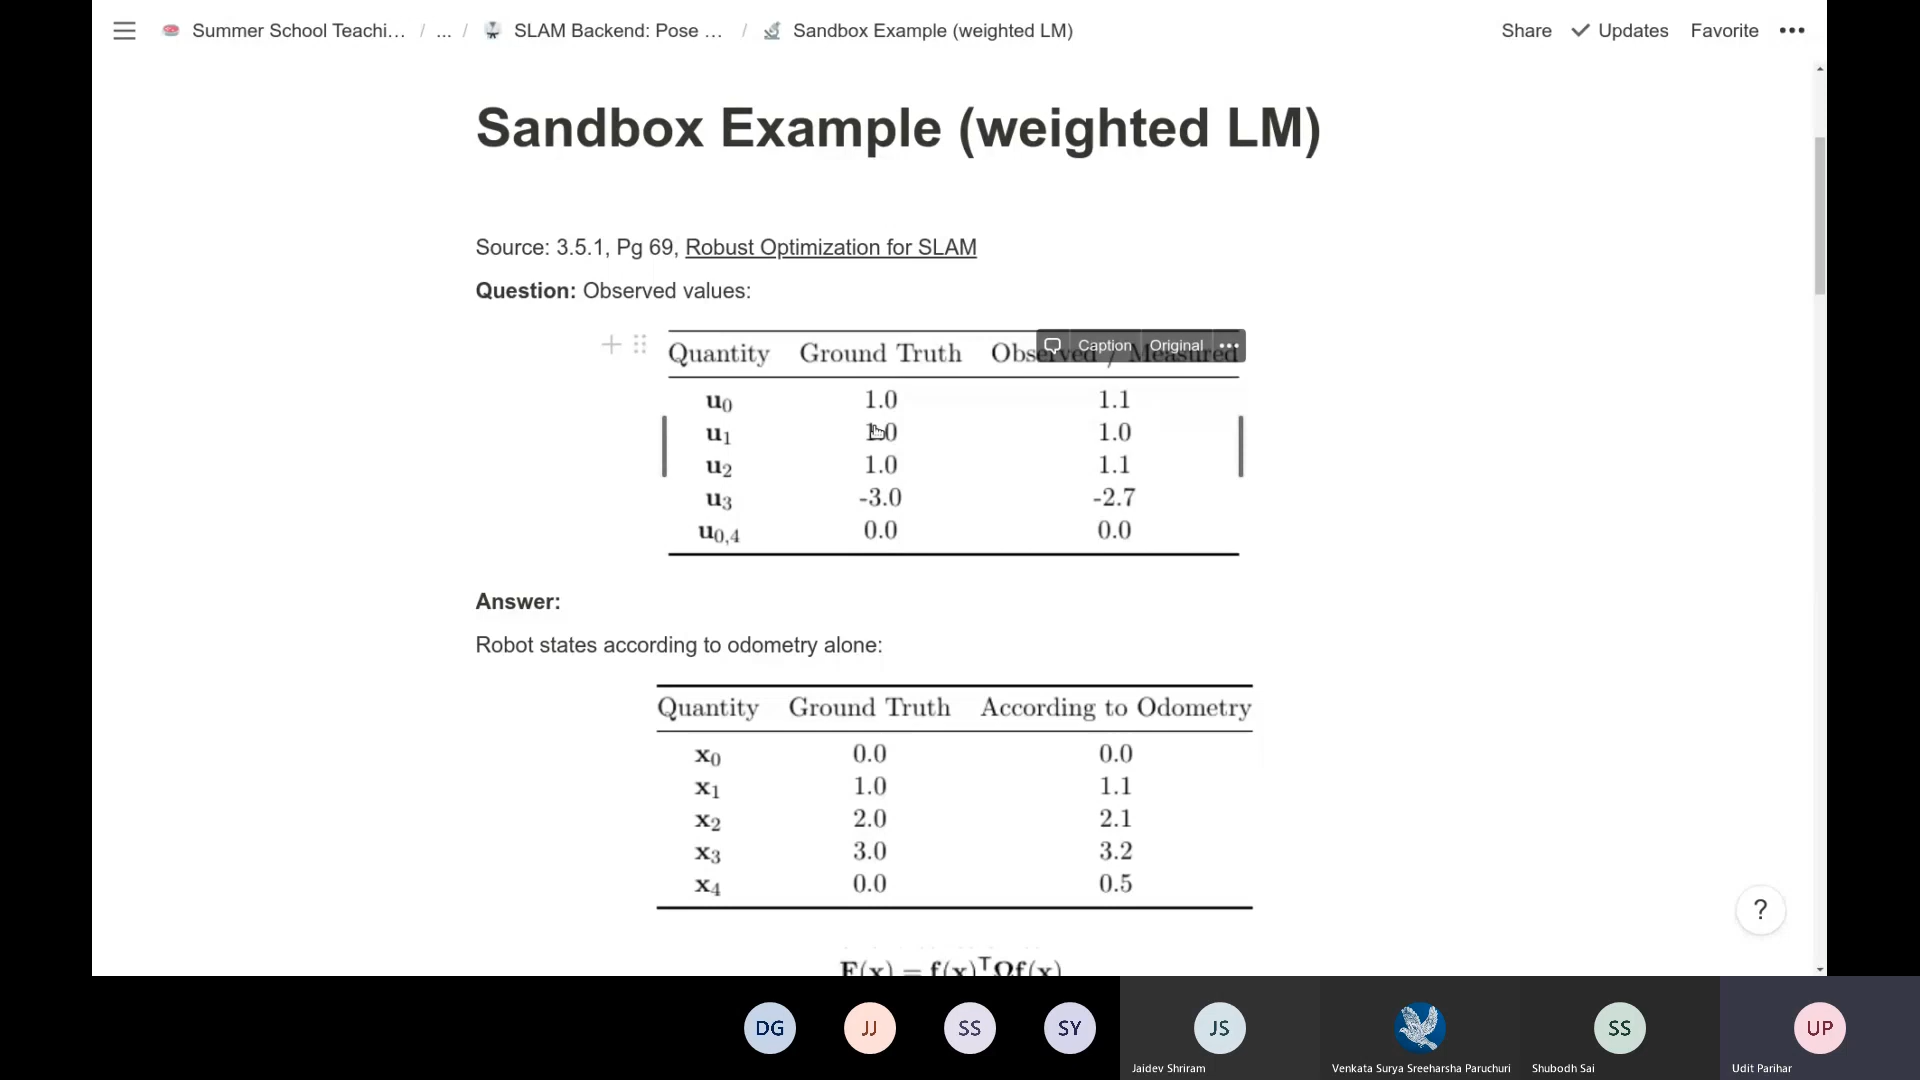 Summer School Teachi... / ... / SLAM Backend: Pose ... / Sandbox Example (weighted LM) Share Updates Favorite •••
Sandbox Example (weighted LM)
Source: 3.5.1, Pg 69, Robust Optimization for SLAM
Question: Observed values:
Caption Original •••
Quantity Ground Truth Observed / Measured
u0 1.0 1.1
u1 1.0 1.0
u2 1.0 1.1
u3 -3.0 -2.7
u0,4 0.0 0.0
Answer:
Robot states according to odometry alone:
Quantity Ground Truth According to Odometry
x0 0.0 0.0
x1 1.0 1.1
x2 2.0 2.1
x3 3.0 3.2
x4 0.0 0.5
F(x) = f(x)ᵀΩf(x)
?
DG JJ SS SY JS SS UP
Jaidev Shriram Venkata Surya Sreeharsha Paruchuri Shubodh Sai Udit Parihar